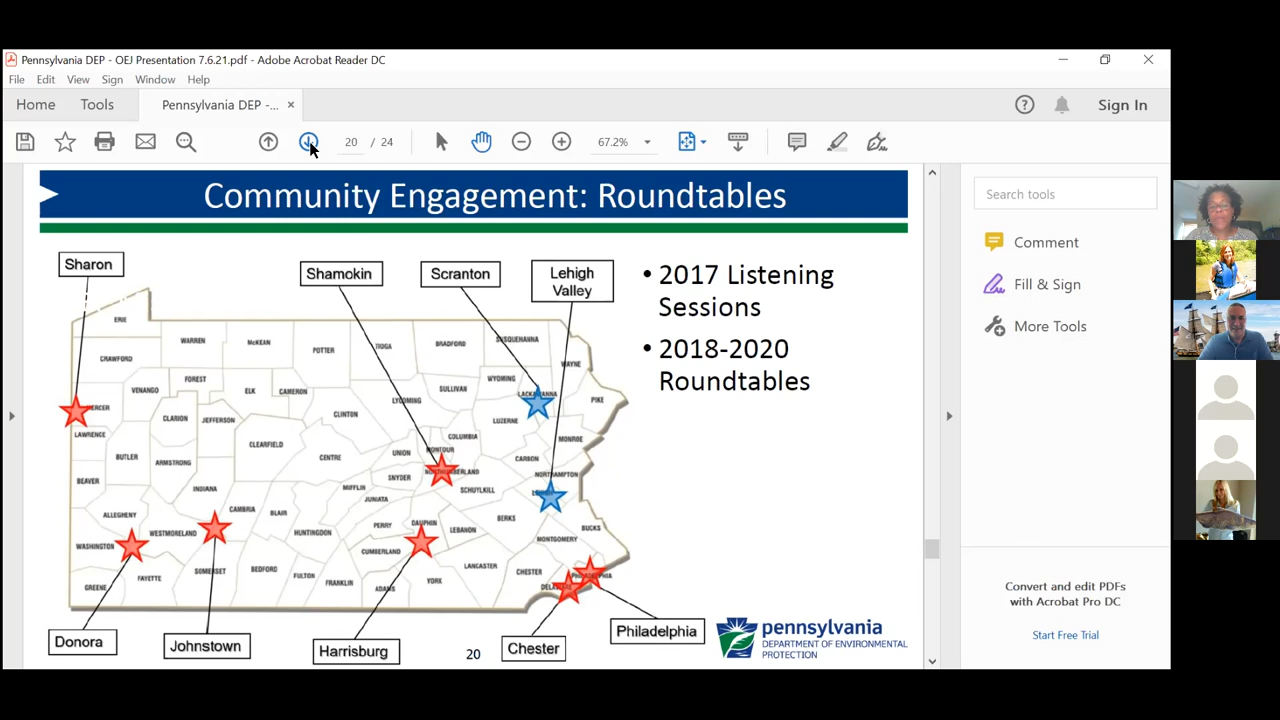 Pennsylvania DEP - OEJ Presentation 7.6.21.pdf - Adobe Acrobat Reader DC
File Edit View Sign Window Help
Home Tools Pennsylvania DEP -... × Sign In
20 / 24 67.2%
Community Engagement: Roundtables
Search tools
Comment
Fill & Sign
More Tools
Convert and edit PDFs
with Acrobat Pro DC
Start Free Trial
Sharon
Shamokin
Scranton
Lehigh
Valley
• 2017 Listening
Sessions
• 2018-2020
Roundtables
ERIE
CRAWFORD
WARREN
McKEAN
POTTER
TIOGA
BRADFORD
SUSQUEHANNA
WAYNE
FOREST
VENANGO
ELK
CAMERON
SULLIVAN
WYOMING
LACKAWANNA
PIKE
MERCER
CLARION
JEFFERSON
CLINTON
LYCOMING
LUZERNE
LAWRENCE
BUTLER
ARMSTRONG
CLEARFIELD
CENTRE
UNION
MONTOUR
COLUMBIA
MONROE
CARBON
BEAVER
INDIANA
MIFFLIN
SNYDER
NORTHUMBERLAND
SCHUYLKILL
NORTHAMPTON
LEHIGH
ALLEGHENY
WESTMORELAND
CAMBRIA
BLAIR
HUNTINGDON
JUNIATA
PERRY
DAUPHIN
LEBANON
BERKS
BUCKS
MONTGOMERY
WASHINGTON
GREENE
FAYETTE
SOMERSET
BEDFORD
FULTON
FRANKLIN
CUMBERLAND
ADAMS
YORK
LANCASTER
CHESTER
DELAWARE
PHILADELPHIA
Donora
Johnstown
Harrisburg
Chester
Philadelphia
20
pennsylvania
DEPARTMENT OF ENVIRONMENTAL
PROTECTION